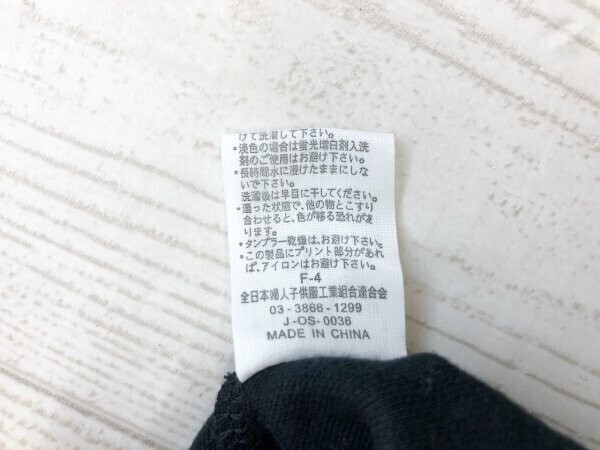 けて洗濯して下さい。
・淡色の場合は蛍光増白剤入洗
剤のご使用はお避け下さい。
・長時間水に浸けたままにしな
いで下さい。
洗濯後は早目に干してください。
・湿った状態で、他の物とこすり
合わせると、色が移る恐れがあ
ります。
・タンブラー乾燥は、お避け下さい。
・この製品にプリント部分があれ
ば、アイロンはお避け下さい。
F-4
全日本婦人子供服工業組合連合会
03-3866-1299
J-OS-0036
MADE IN CHINA